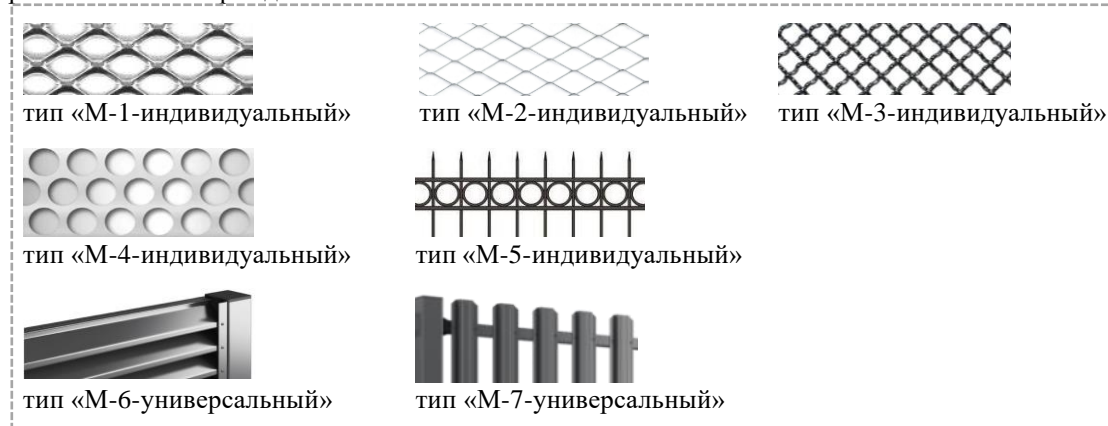 тип «М-1-индивидуальный» тип «М-2-индивидуальный» тип «М-3-индивидуальный»
тип «М-4-индивидуальный» тип «М-5-индивидуальный»
тип «М-6-универсальный» тип «М-7-универсальный»